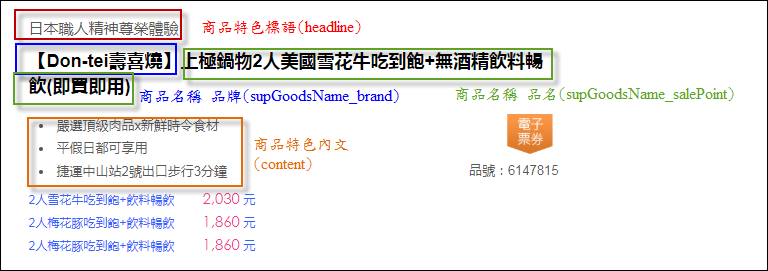 日本職人精神尊榮體驗 商品特色標語(headline)
【Don-tei壽喜燒】上極鍋物2人美國雪花牛吃到飽+無酒精飲料暢
飲(即買即用) 商品名稱 品牌(supGoodsName_brand) 商品名稱 品名(supGoodsName_salePoint)
• 嚴選頂級肉品x新鮮時令食材
• 平假日都可享用
• 捷運中山站2號出口步行3分鐘
商品特色內文
(content)
電子
票券
品號：6147815
2人雪花牛吃到飽+飲料暢飲 2,030 元
2人梅花豚吃到飽+飲料暢飲 1,860 元
2人梅花豚吃到飽+飲料暢飲 1,860 元